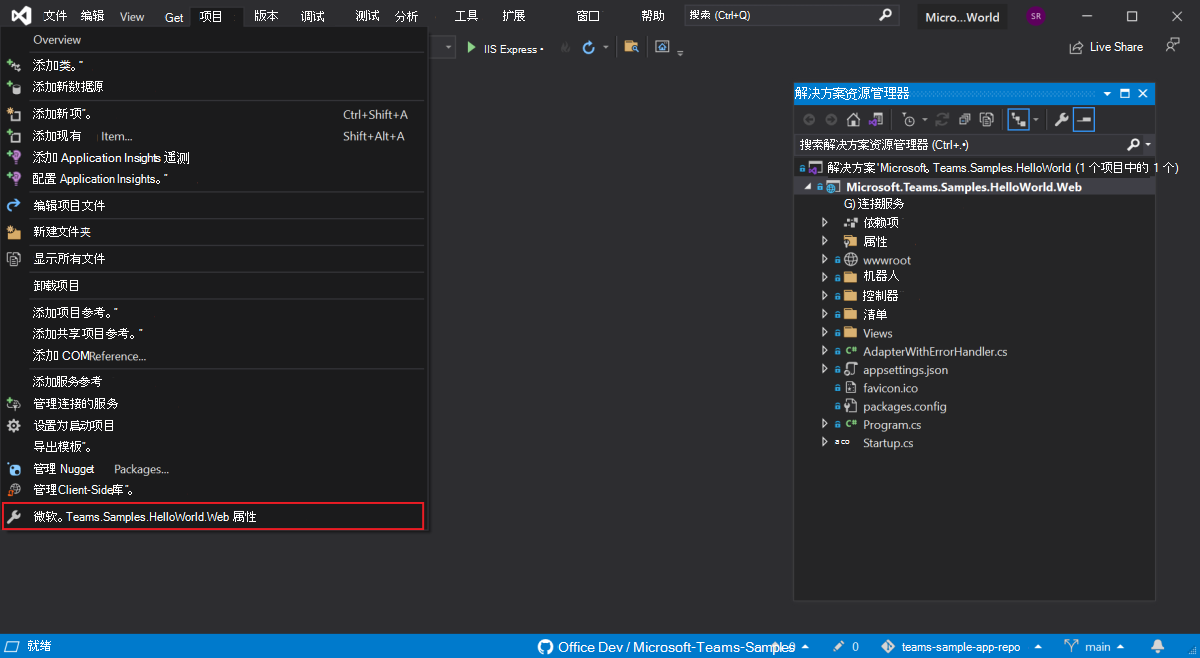 文件 编辑 View Get 项目 版本 调试 测试 分析 工具 扩展 窗口 帮助 搜索 (Ctrl+Q) Micro...World SR
IIS Express
Live Share
Overview
添加类。"
添加新数据源
添加新项"。 Ctrl+Shift+A
添加现有 Item... Shift+Alt+A
添加 Application Insights 遥测
配置 Application Insights。"
编辑项目文件
新建文件夹
显示所有文件
卸载项目
添加项目参考。"
添加共享项目参考。"
添加 COMReference...
添加服务参考
管理连接的服务
设置为启动项目
导出模板"。
管理 Nugget Packages...
管理Client-Side库"。
微软。Teams.Samples.HelloWorld.Web 属性
解决方案资源管理器
搜索解决方案资源管理器 (Ctrl+.•)
解决方案"Microsoft。Teams.Samples.HelloWorld (1 个项目中的 1 个)
Microsoft.Teams.Samples.HelloWorld.Web
G) 连接服务
依赖项
属性
wwwroot
机器人
控制器
清单
Views
C# AdapterWithErrorHandler.cs
appsettings.json
favicon.ico
packages.config
C# Program.cs
Startup.cs
就绪 Office Dev / Microsoft-Teams-Samples 0 0 teams-sample-app-repo main